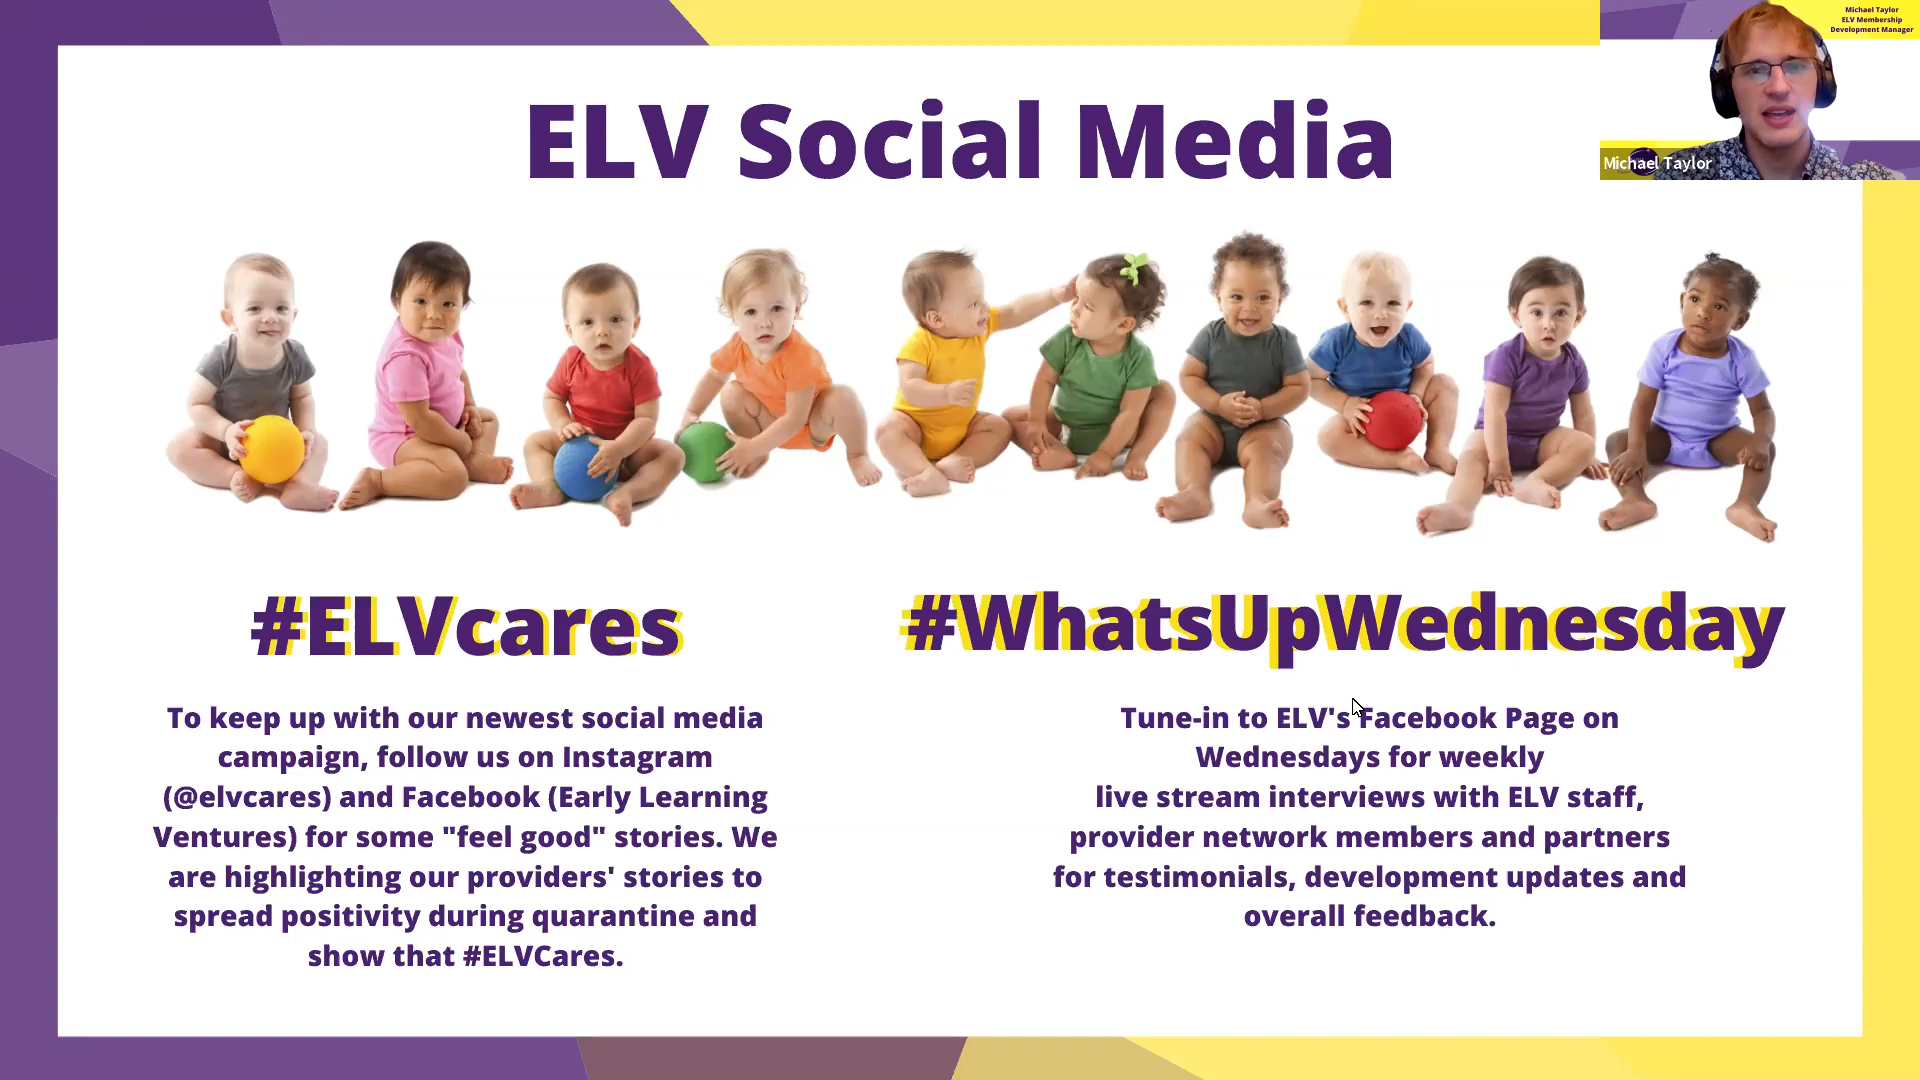 Michael Taylor
ELV Membership
Development Manager
ELV Social Media
Michael Taylor
#ELVcares
To keep up with our newest social media
campaign, follow us on Instagram
(@elvcares) and Facebook (Early Learning
Ventures) for some "feel good" stories. We
are highlighting our providers' stories to
spread positivity during quarantine and
show that #ELVCares.
#WhatsUpWednesday
Tune-in to ELV's Facebook Page on
Wednesdays for weekly
live stream interviews with ELV staff,
provider network members and partners
for testimonials, development updates and
overall feedback.